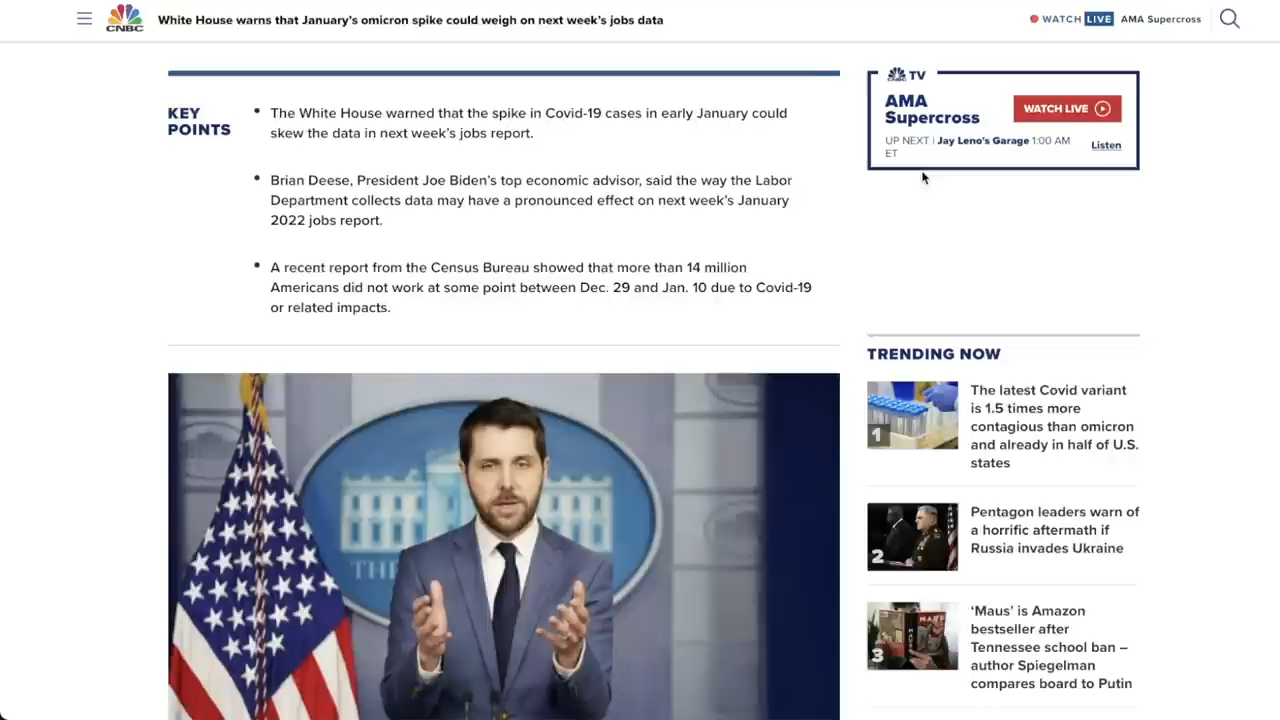 CNBC
White House warns that January's omicron spike could weigh on next week's jobs data
WATCH LIVE
AMA Supercross
KEY
POINTS
• The White House warned that the spike in Covid-19 cases in early January could
skew the data in next week's jobs report.
• Brian Deese, President Joe Biden's top economic advisor, said the way the Labor
Department collects data may have a pronounced effect on next week's January
2022 jobs report.
• A recent report from the Census Bureau showed that more than 14 million
Americans did not work at some point between Dec. 29 and Jan. 10 due to Covid-19
or related impacts.
THE
CNBC TV
AMA
Supercross
WATCH LIVE
UP NEXT | Jay Leno's Garage 1:00 AM
ET
Listen
TRENDING NOW
1
The latest Covid variant
is 1.5 times more
contagious than omicron
and already in half of U.S.
states
2
Pentagon leaders warn of
a horrific aftermath if
Russia invades Ukraine
3
MAUS
‘Maus’ is Amazon
bestseller after
Tennessee school ban –
author Spiegelman
compares board to Putin